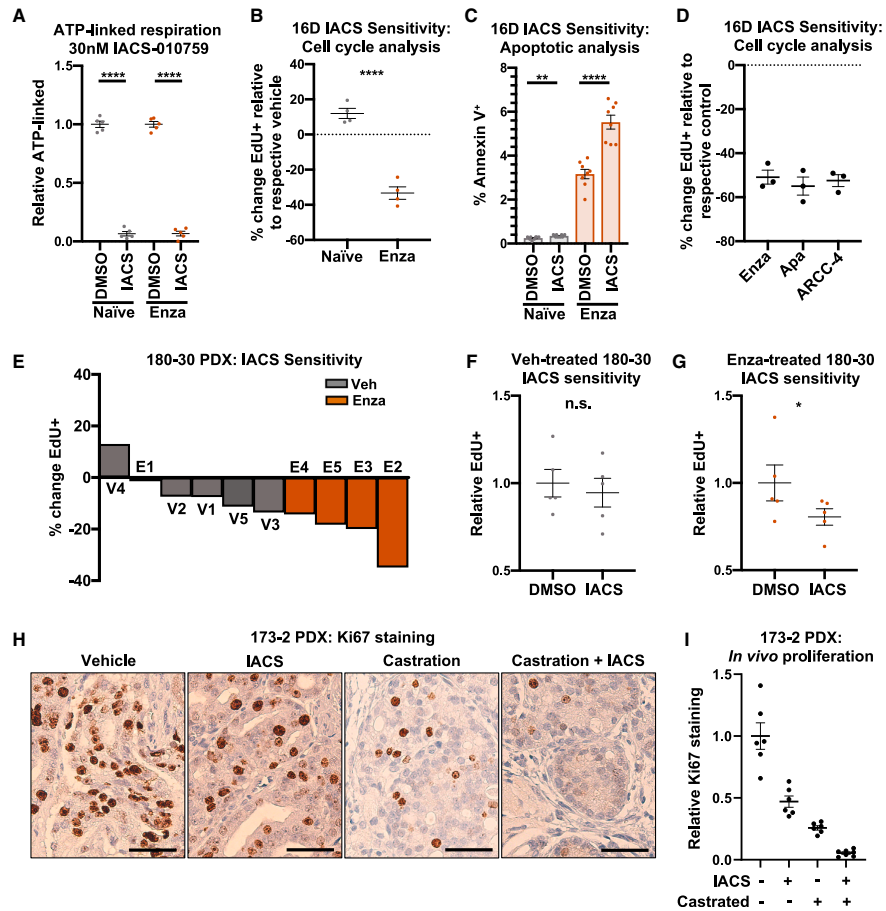 A
ATP-linked respiration
30nM IACS-010759
Relative ATP-linked
1.5
1.0
0.5
0.0
****
****
DMSO
IACS
DMSO
IACS
Naïve
Enza
B
16D IACS Sensitivity:
Cell cycle analysis
% change EdU+ relative
to respective vehicle
40
20
0
-20
-40
-60
****
Naïve
Enza
C
16D IACS Sensitivity:
Apoptotic analysis
% Annexin V+
8
6
4
2
0
**
****
DMSO
IACS
DMSO
IACS
Naïve
Enza
D
16D IACS Sensitivity:
Cell cycle analysis
% change EdU+ relative to
respective control
0
-20
-40
-60
-80
Enza
Apa
ARCC-4
E
180-30 PDX: IACS Sensitivity
% change EdU+
40
20
0
-20
-40
Veh
Enza
V4
E1
V2
V1
V5
V3
E4
E5
E3
E2
F
Veh-treated 180-30
IACS sensitivity
Relative EdU+
1.5
1.0
0.5
n.s.
DMSO
IACS
G
Enza-treated 180-30
IACS sensitivity
Relative EdU+
1.5
1.0
0.5
*
DMSO
IACS
H
173-2 PDX: Ki67 staining
Vehicle
IACS
Castration
Castration + IACS
I
173-2 PDX:
In vivo proliferation
Relative Ki67 staining
1.5
1.0
0.5
0.0
IACS - + - +
Castrated - - + +